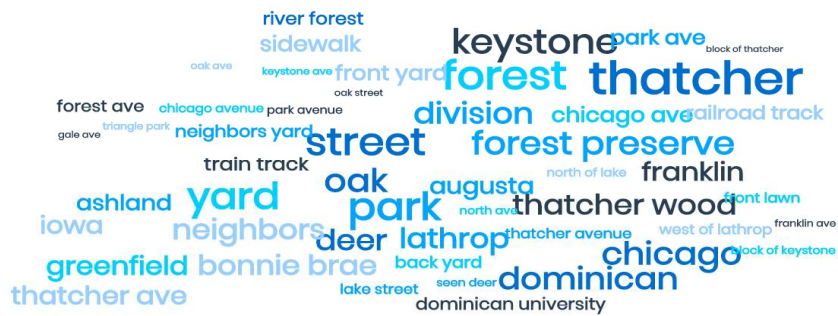 river forest
sidewalk
keystone
park ave
block of thatcher
oak ave
keystone ave
front yard
forest
thatcher
oak street
forest ave
chicago avenue
park avenue
division
chicago ave
railroad track
gale ave
triangle park
neighbors yard
street
forest preserve
train track
oak
augusta
north of lake
franklin
ashland
yard
park
north ave
thatcher wood
front lawn
iowa
neighbors
deer
lathrop
thatcher avenue
west of lathrop
franklin ave
greenfield
bonnie brae
back yard
chicago
block of keystone
thatcher ave
lake street
seen deer
dominican
dominican university